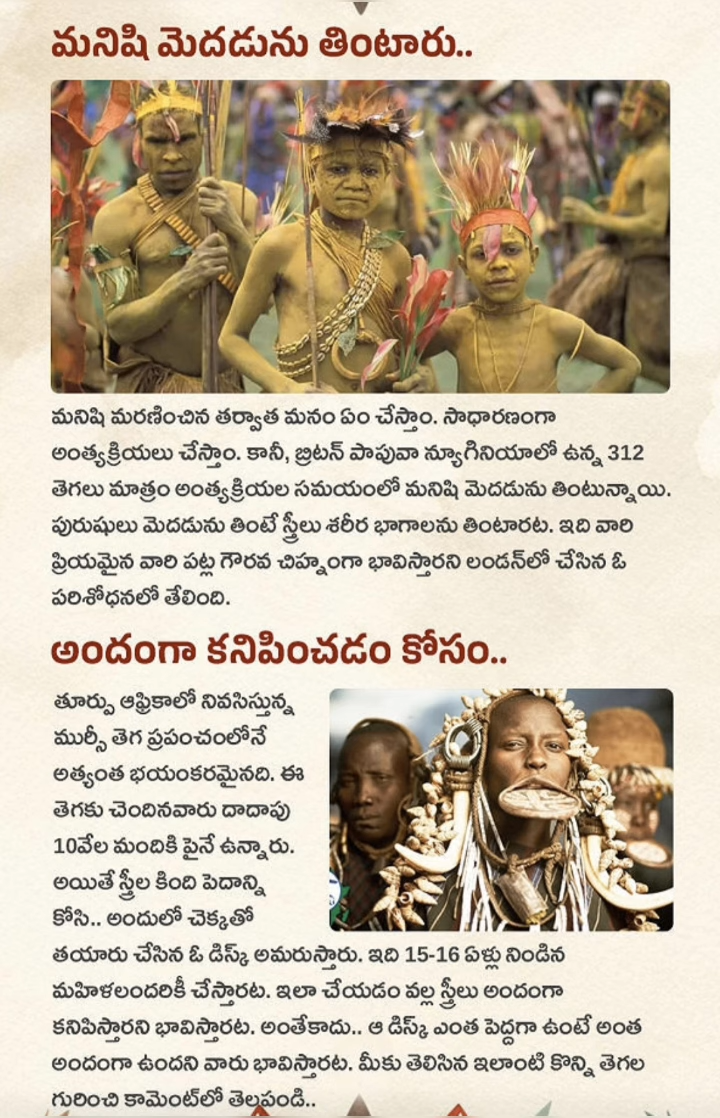 మనిషి మెదడును తింటారు..
మనిషి మరణించిన తర్వాత మనం ఏం చేస్తాం. సాధారణంగా
అంత్యక్రియలు చేస్తాం. కానీ, బ్రిటన్ పాపువా న్యూగినియాలో ఉన్న 312
తెగలు మాత్రం అంత్యక్రియల సమయంలో మనిషి మెదడును తింటున్నాయి.
పురుషులు మెదడును తింటే స్త్రీలు శరీర భాగాలను తింటారట. ఇది వారి
ప్రియమైన వారి పట్ల గౌరవ చిహ్నంగా భావిస్తారని లండన్‌లో చేసిన ఓ
పరిశోధనలో తేలింది.
అందంగా కనిపించడం కోసం..
తూర్పు ఆఫ్రికాలో నివసిస్తున్న
ముర్సీ తెగ ప్రపంచంలోనే
అత్యంత భయంకరమైనది. ఈ
తెగకు చెందినవారు దాదాపు
10వేల మందికి పైనే ఉన్నారు.
అయితే స్త్రీల కింది పెదాన్ని
కోసి.. అందులో చెక్కతో
తయారు చేసిన ఓ డిస్క్ అమరుస్తారు. ఇది 15-16 ఏళ్లు నిండిన
మహిళలందరికీ చేస్తారట. ఇలా చేయడం వల్ల స్త్రీలు అందంగా
కనిపిస్తారని భావిస్తారట. అంతేకాదు.. ఆ డిస్క్ ఎంత పెద్దగా ఉంటే అంత
అందంగా ఉందని వారు భావిస్తారట. మీకు తెలిసిన ఇలాంటి కొన్ని తెగల
గురించి కామెంట్‌లో తెలపండి..